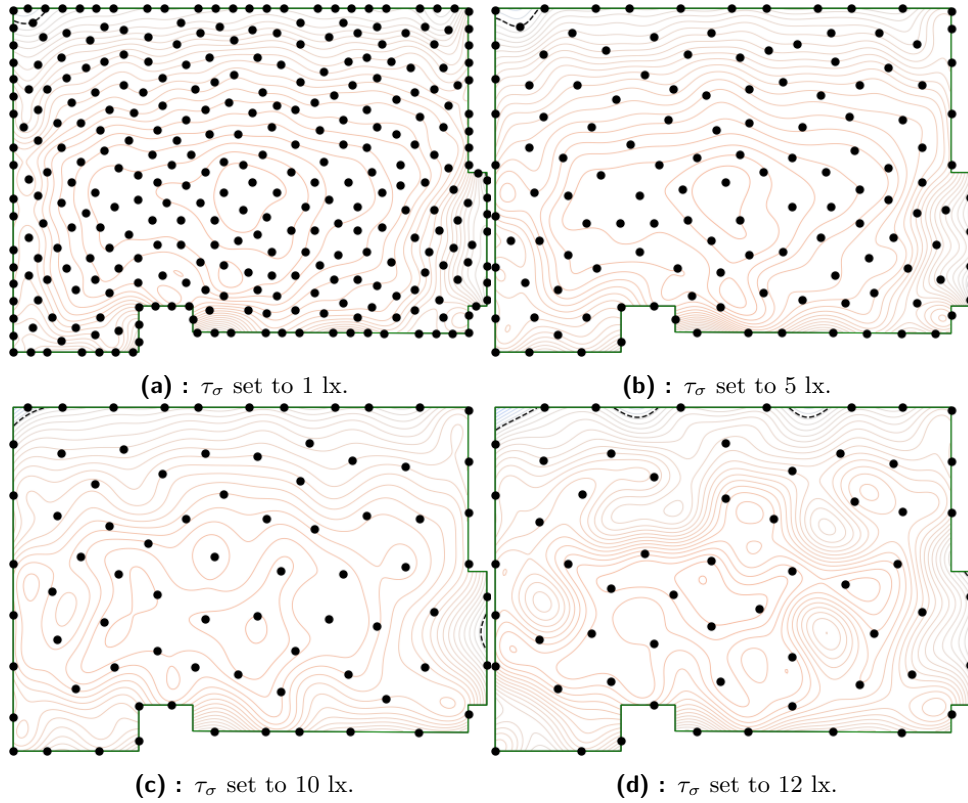 (a) : τσ set to 1 lx.
(b) : τσ set to 5 lx.
(c) : τσ set to 10 lx.
(d) : τσ set to 12 lx.